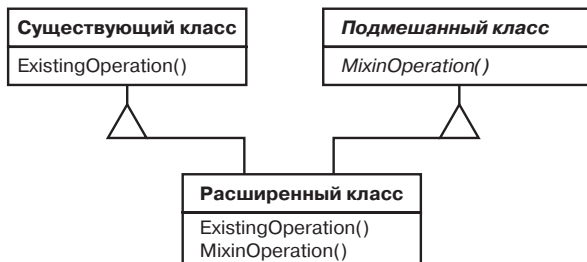 Существующий класс
ExistingOperation()
Подмешанный класс
MixinOperation()
Расширенный класс
ExistingOperation()
MixinOperation()